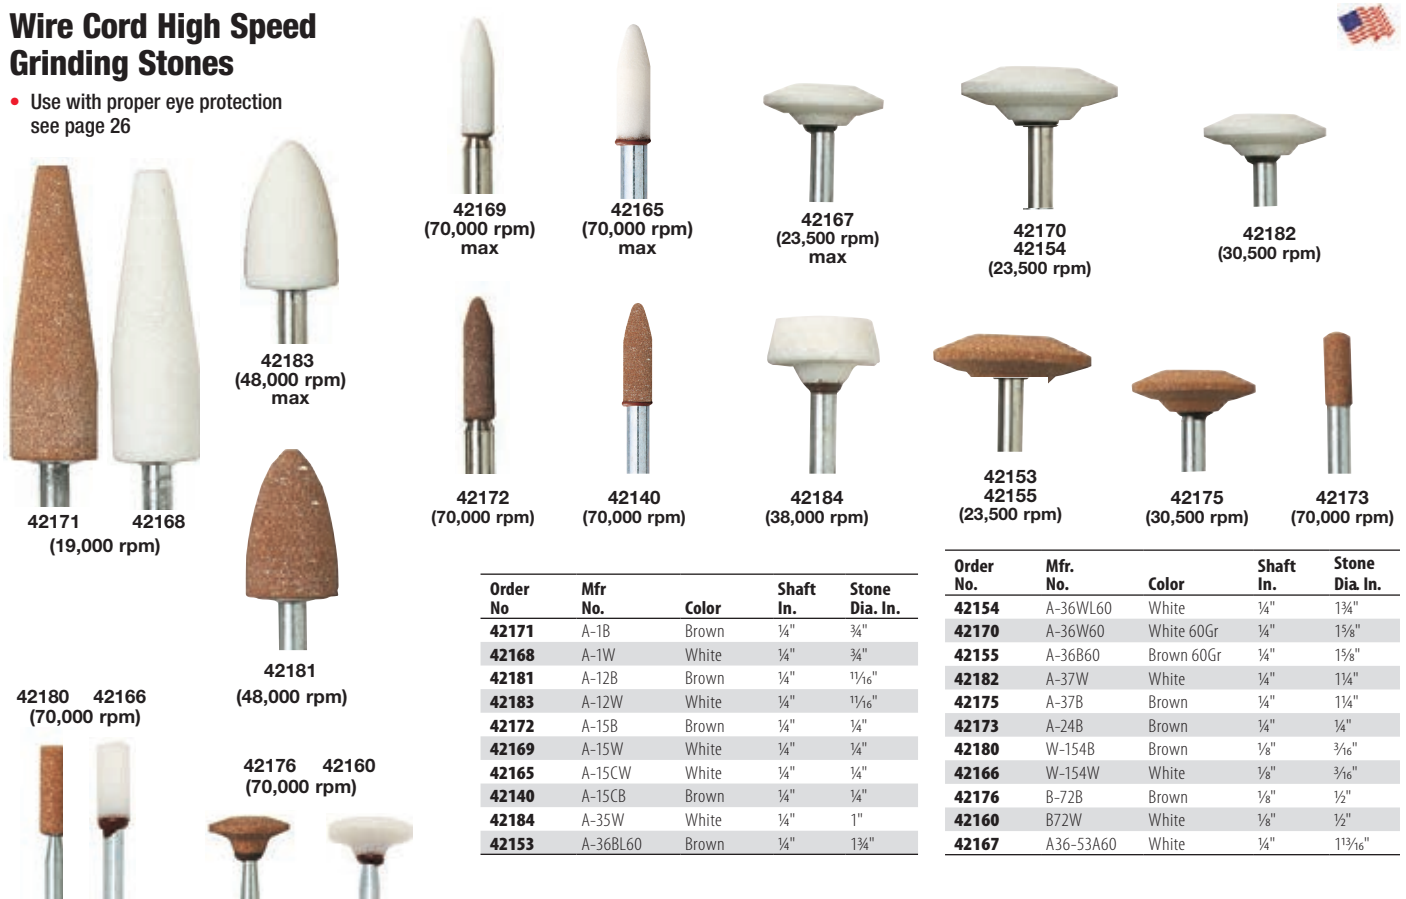 Wire Cord High Speed
Grinding Stones
• Use with proper eye protection
see page 26
42171 42168
(19,000 rpm)
42183
(48,000 rpm)
max
42181
(48,000 rpm)
42180 42166
(70,000 rpm)
42176 42160
(70,000 rpm)
42169
(70,000 rpm)
max
42165
(70,000 rpm)
max
42167
(23,500 rpm)
max
42170
42154
(23,500 rpm)
42182
(30,500 rpm)
42172
(70,000 rpm)
42140
(70,000 rpm)
42184
(38,000 rpm)
42153
42155
(23,500 rpm)
42175
(30,500 rpm)
42173
(70,000 rpm)
Order Mfr Shaft Stone
No No. Color In. Dia. In.
42171 A-1B Brown ¼" ¾"
42168 A-1W White ¼" ¾"
42181 A-12B Brown ¼" ¹¹⁄₁₆"
42183 A-12W White ¼" ¹¹⁄₁₆"
42172 A-15B Brown ¼" ¼"
42169 A-15W White ¼" ¼"
42165 A-15CW White ¼" ¼"
42140 A-15CB Brown ¼" ¼"
42184 A-35W White ¼" 1"
42153 A-36BL60 Brown ¼" 1¾"
Order Mfr. Shaft Stone
No. No. Color In. Dia. In.
42154 A-36WL60 White ¼" 1¾"
42170 A-36W60 White 60Gr ¼" 1⅝"
42155 A-36B60 Brown 60Gr ¼" 1⅝"
42182 A-37W White ¼" 1¼"
42175 A-37B Brown ¼" 1¼"
42173 A-24B Brown ¼" ¼"
42180 W-154B Brown ⅛" ³⁄₁₆"
42166 W-154W White ⅛" ³⁄₁₆"
42176 B-72B Brown ⅛" ½"
42160 B72W White ⅛" ½"
42167 A36-53A60 White ¼" 1¹³⁄₁₆"